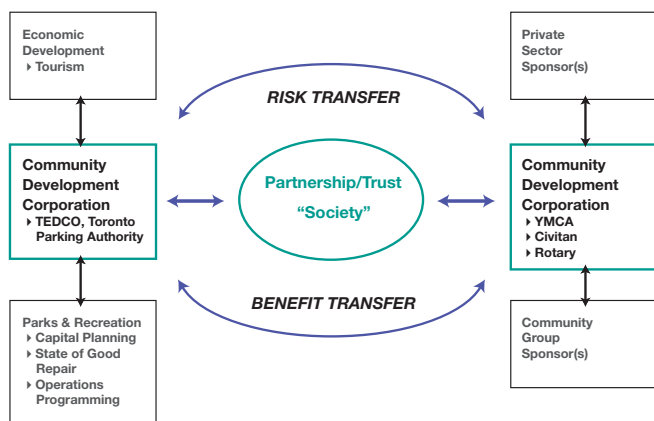 Economic
Development
▸ Tourism
Community
Development
Corporation
▸ TEDCO, Toronto
Parking Authority
Parks & Recreation
▸ Capital Planning
▸ State of Good
Repair
▸ Operations
Programming
RISK TRANSFER
Partnership/Trust
“Society”
BENEFIT TRANSFER
Private
Sector
Sponsor(s)
Community
Development
Corporation
▸ YMCA
▸ Civitan
▸ Rotary
Community
Group
Sponsor(s)